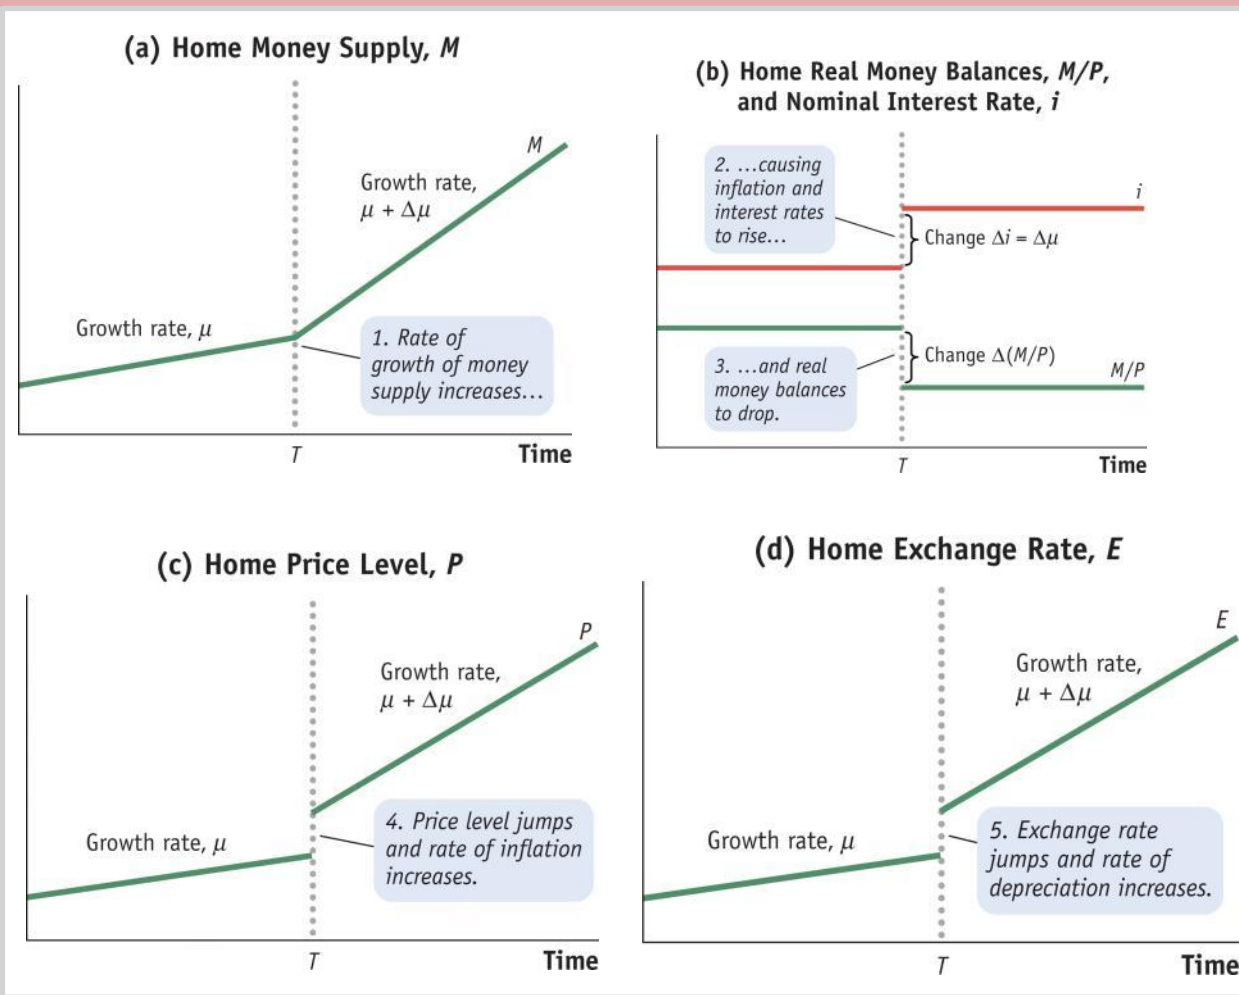 (a) Home Money Supply, M
M
Growth rate,
μ + Δμ
Growth rate, μ
1. Rate of
growth of money
supply increases…
T
Time
(b) Home Real Money Balances, M/P,
and Nominal Interest Rate, i
2. …causing
inflation and
interest rates
to rise…
i
Change Δi = Δμ
3. …and real
money balances
to drop.
Change Δ(M/P)
M/P
T
Time
(c) Home Price Level, P
P
Growth rate,
μ + Δμ
Growth rate, μ
4. Price level jumps
and rate of inflation
increases.
T
Time
(d) Home Exchange Rate, E
E
Growth rate,
μ + Δμ
Growth rate, μ
5. Exchange rate
jumps and rate of
depreciation increases.
T
Time